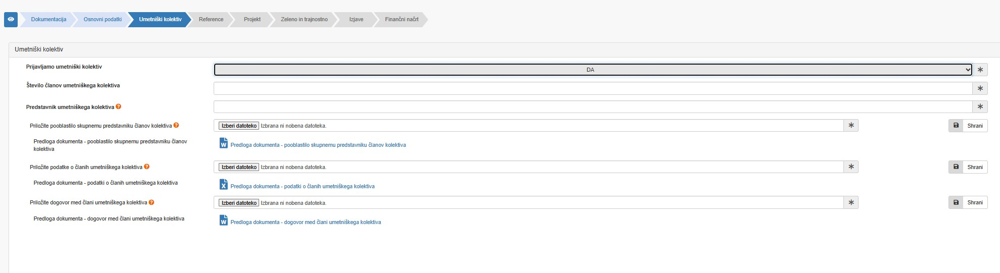 Dokumentacija
Osnovni podatki
Umetniški kolektiv
Reference
Projekt
Zeleno in trajnostno
Izjave
Finančni načrt
Umetniški kolektiv
Prijavljamo umetniški kolektiv
DA
Število članov umetniškega kolektiva
Predstavnik umetniškega kolektiva
Priložite pooblastilo skupnemu predstavniku članov kolektiva
Izberi datoteko Izbrana ni nobena datoteka.
Shrani
Predloga dokumenta - pooblastilo skupnemu predstavniku članov
kolektiva
Predloga dokumenta - pooblastilo skupnemu predstavniku članov kolektiva
Priložite podatke o članih umetniškega kolektiva
Izberi datoteko Izbrana ni nobena datoteka.
Shrani
Predloga dokumenta - podatki o članih umetniškega kolektiva
Predloga dokumenta - podatki o članih umetniškega kolektiva
Priložite dogovor med člani umetniškega kolektiva
Izberi datoteko Izbrana ni nobena datoteka.
Shrani
Predloga dokumenta - dogovor med člani umetniškega kolektiva
Predloga dokumenta - dogovor med člani umetniškega kolektiva